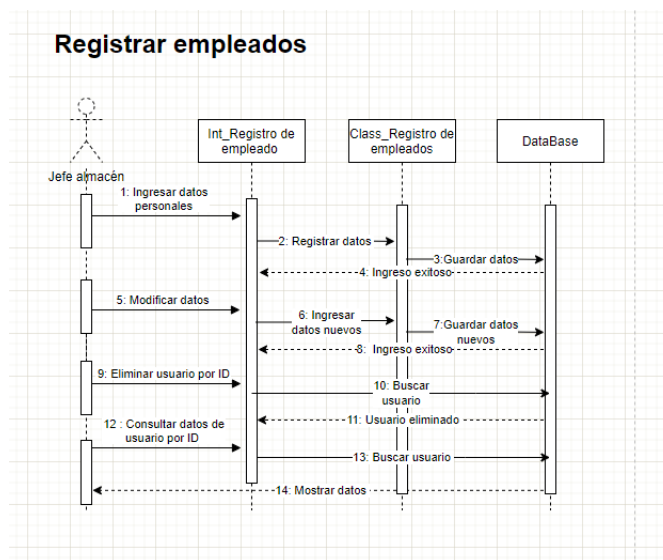 Registrar empleados
Int_Registro de
empleado
Class_Registro de
empleados
DataBase
Jefe almacén
1: Ingresar datos
personales
2: Registrar datos
3:Guardar datos
4: Ingreso exitoso
5: Modificar datos
6: Ingresar
datos nuevos
7:Guardar datos
nuevos
8: Ingreso exitoso
9: Eliminar usuario por ID
10: Buscar
usuario
11: Usuario eliminado
12 : Consultar datos de
usuario por ID
13: Buscar usuario
14: Mostrar datos